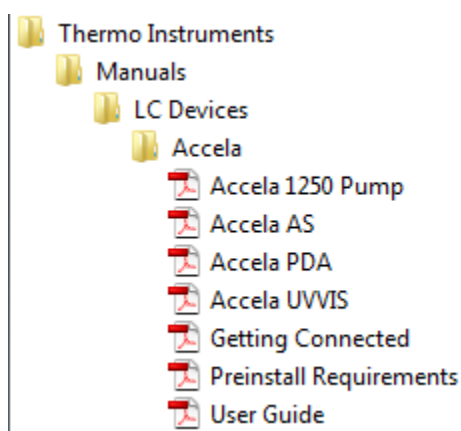 Thermo Instruments
Manuals
LC Devices
Accela
Accela 1250 Pump
Accela AS
Accela PDA
Accela UVVIS
Getting Connected
Preinstall Requirements
User Guide